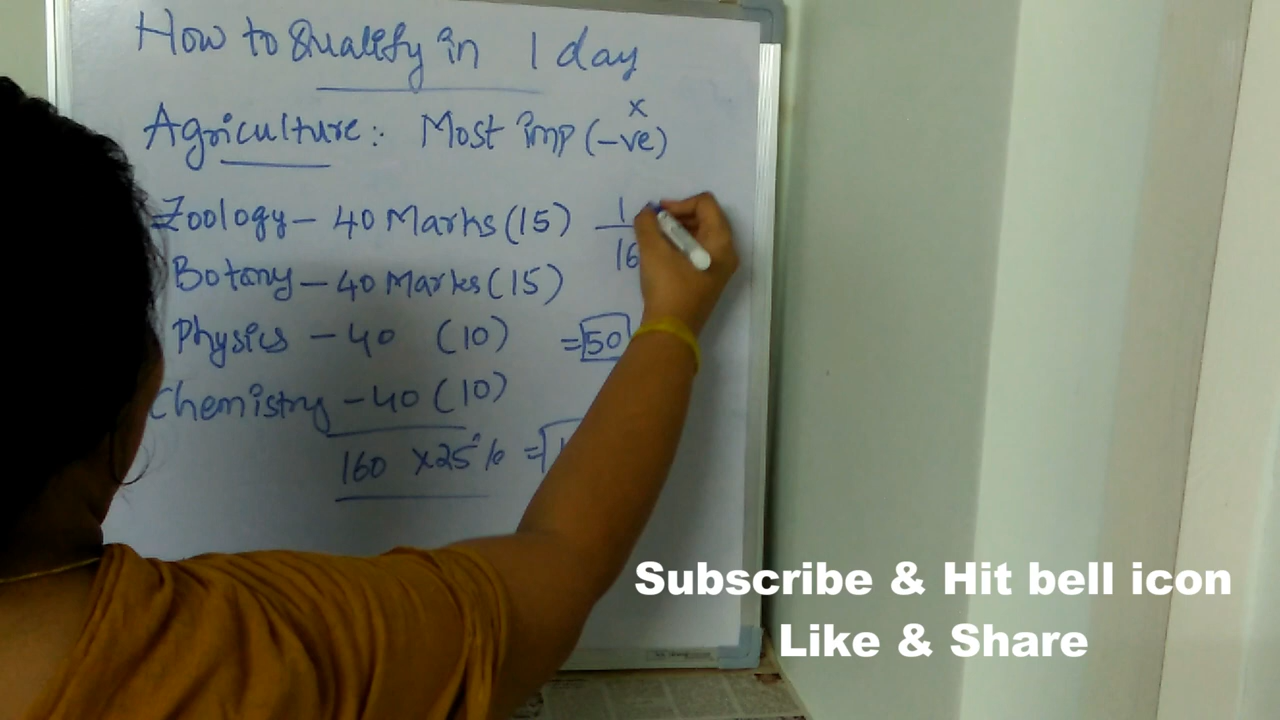 How to Qualify in 1 day
Agriculture:. Most imp (-ve)
x
Zoology - 40 Marks (15)
1
16
Botany - 40 Marks (15)
Physics - 40 (10) = 50
Chemistry - 40 (10)
160 x 25% =
Subscribe & Hit bell icon
Like & Share